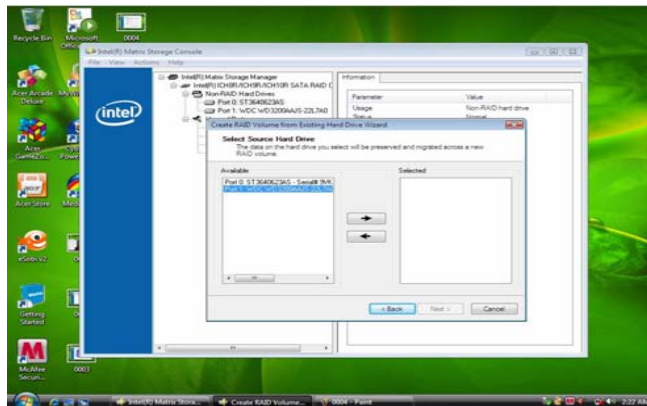 Recycle Bin
Microsoft Office
0004
Intel(R) Matrix Storage Console
File View Actions Help
Intel(R) Matrix Storage Manager
Intel(R) ICH8R/ICH9R/ICH10R SATA RAID C
Non-RAID Hard Drives
Port 0: ST3640623AS
Port 1: WDC WD3200AAJS-22L7A0
Information
Parameter
Value
Usage
Non-RAID hard drive
Status
Normal
Acer Arcade Deluxe
intel
Create RAID Volume from Existing Hard Drive Wizard
Select Source Hard Drive
The data on the hard drive you select will be preserved and migrated across a new
RAID volume.
Available
Selected
Port 0: ST3640623AS - Serial# 9VK
Port 1: WDC WD3200AAJS-22L7A0
Acer GameZo...
acer
Acer Store
eSobi v2
< Back
Next >
Cancel
Getting Started
McAfee Securi...
0003
Intel(R) Matrix Stora...
Create RAID Volume...
0004 - Paint
2:22 AM